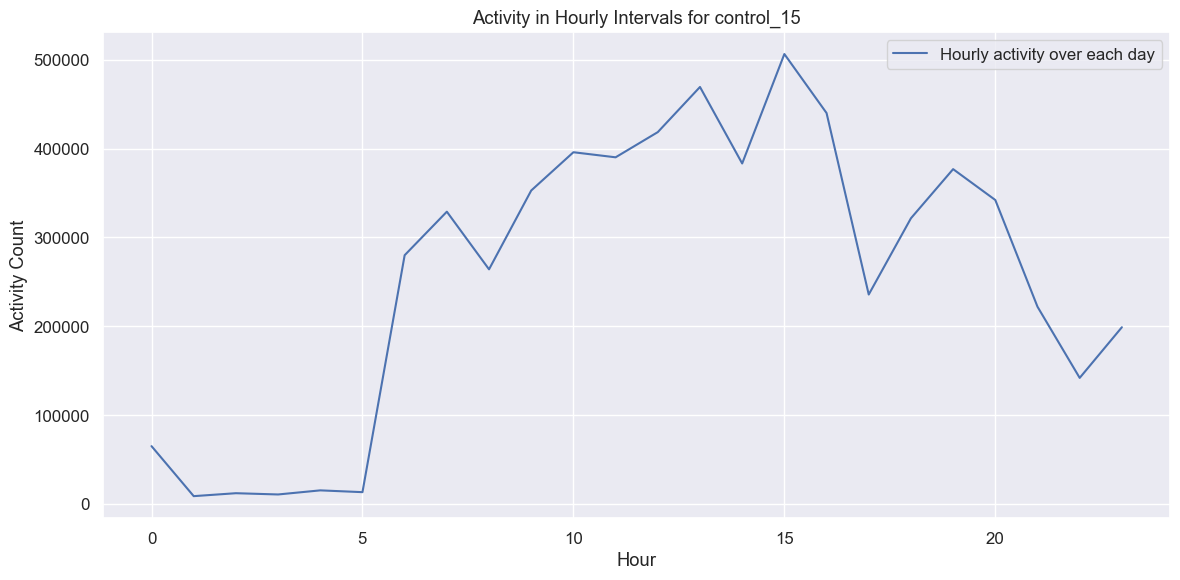 Activity in Hourly Intervals for control_15
Hourly activity over each day
Activity Count
500000
400000
300000
200000
100000
0
0 5 10 15 20
Hour